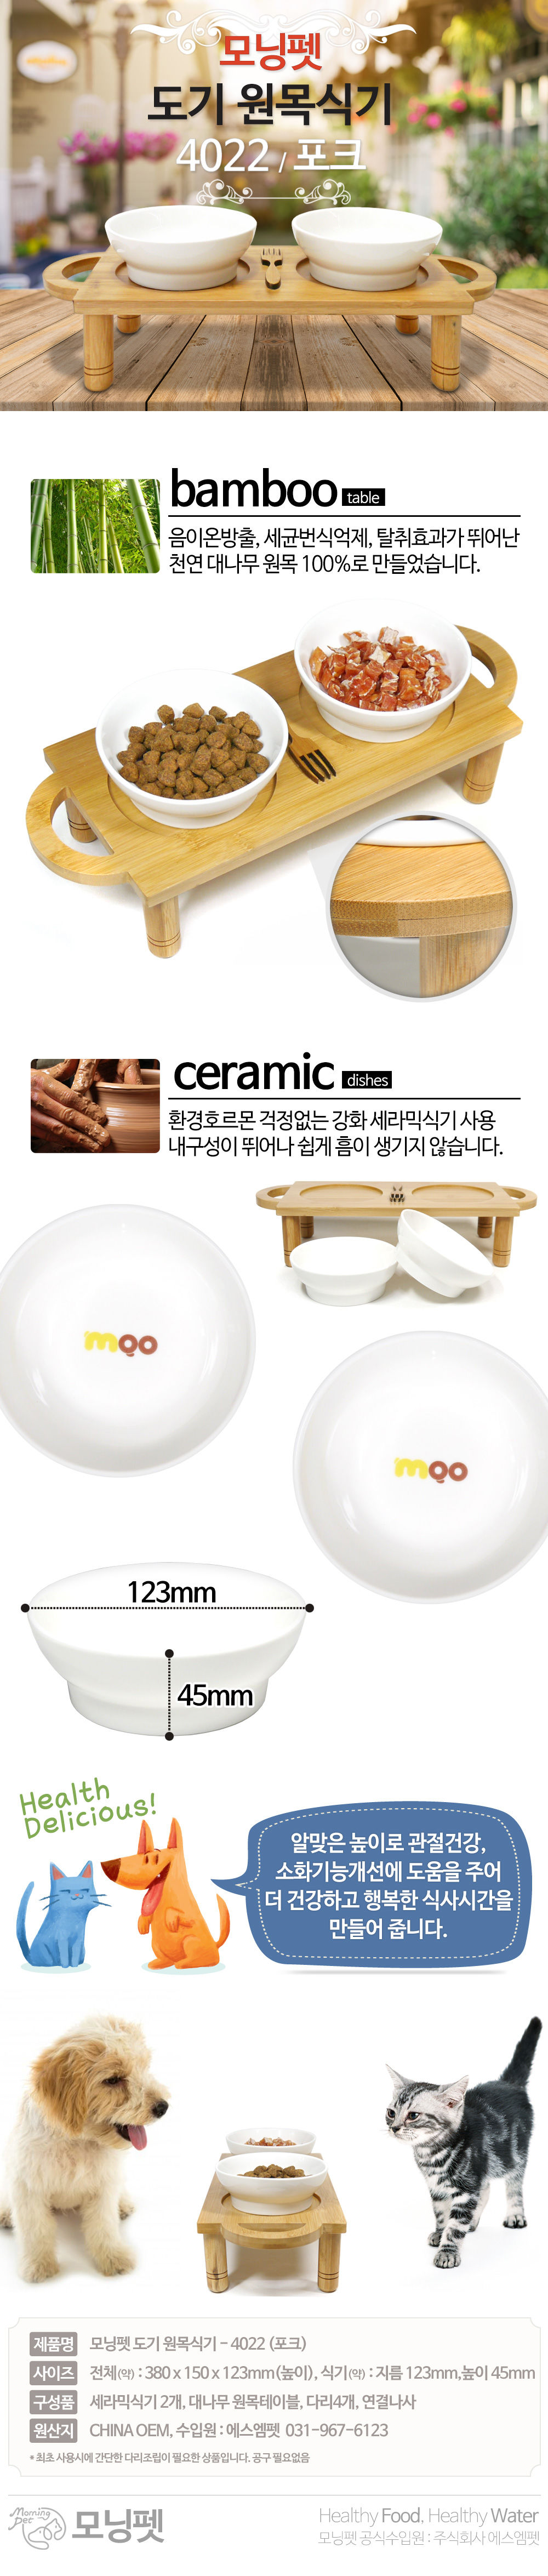 모닝펫
도기 원목식기
4022 / 포크
bamboo table
음이온방출, 세균번식억제, 탈취효과가 뛰어난
천연 대나무 원목 100%로 만들었습니다.
ceramic dishes
환경호르몬 걱정없는 강화 세라믹식기 사용
내구성이 뛰어나 쉽게 흠이 생기지 않습니다.
moo
moo
123mm
45mm
Health
Delicious!
알맞은 높이로 관절건강,
소화기능개선에 도움을 주어
더 건강하고 행복한 식사시간을
만들어 줍니다.
제품명 모닝펫 도기 원목식기 - 4022 (포크)
사이즈 전체(약) : 380 x 150 x 123mm(높이), 식기(약) : 지름 123mm,높이 45mm
구성품 세라믹식기 2개, 대나무 원목테이블, 다리4개, 연결나사
원산지 CHINA OEM, 수입원 : 에스엠펫 031-967-6123
* 최초 사용시에 간단한 다리조립이 필요한 상품입니다. 공구 필요없음
Morning Pet 모닝펫
Healthy Food, Healthy Water
모닝펫 공식수입원 : 주식회사 에스엠펫